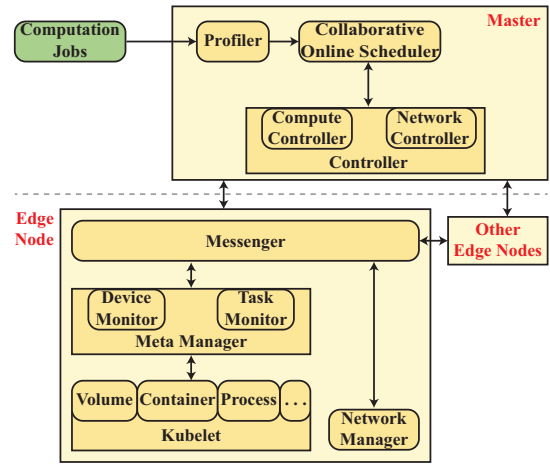 Master
Computation
Jobs
Profiler
Collaborative
Online Scheduler
Compute
Controller
Network
Controller
Controller
Edge
Node
Messenger
Other
Edge Nodes
Device
Monitor
Task
Monitor
Meta Manager
Volume
Container
Process
...
Kubelet
Network
Manager